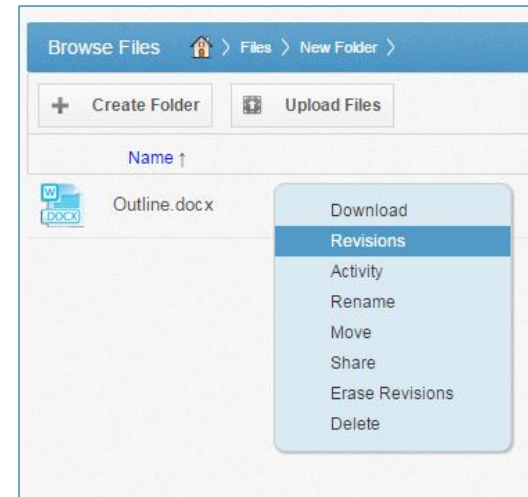 Browse Files 〉 Files 〉 New Folder 〉
+ Create Folder Upload Files
Name ↑
W
.DOCX
Outline.docx
Download
Revisions
Activity
Rename
Move
Share
Erase Revisions
Delete